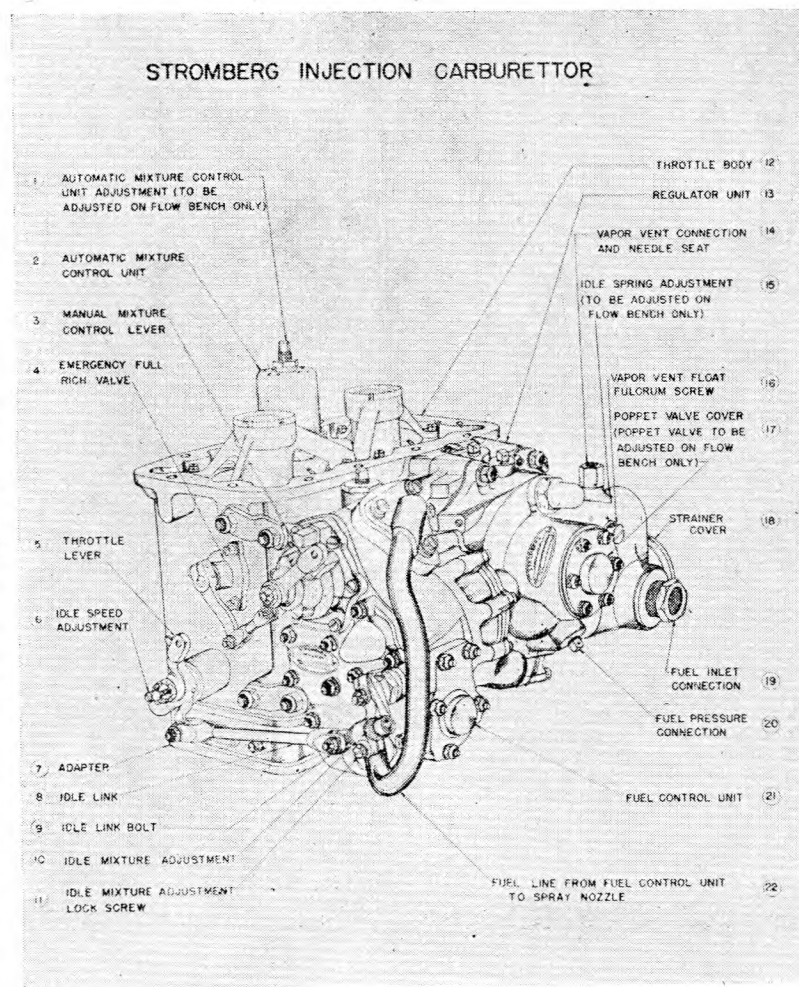 STROMBERG INJECTION CARBURETTOR
1. AUTOMATIC MIXTURE CONTROL
UNIT ADJUSTMENT (TO BE
ADJUSTED ON FLOW BENCH ONLY)
2. AUTOMATIC MIXTURE
CONTROL UNIT
3. MANUAL MIXTURE
CONTROL LEVER
4. EMERGENCY FULL
RICH VALVE
5 THROTTLE
LEVER
6 IDLE SPEED
ADJUSTMENT
7 ADAPTER
8 IDLE LINK
9 IDLE LINK BOLT
10 IDLE MIXTURE ADJUSTMENT
11 IDLE MIXTURE ADJUSTMENT
LOCK SCREW
THROTTLE BODY 12
REGULATOR UNIT 13
VAPOR VENT CONNECTION 14
AND NEEDLE SEAT
IDLE SPRING ADJUSTMENT 15
(TO BE ADJUSTED ON
FLOW BENCH ONLY)
VAPOR VENT FLOAT 16
FULCRUM SCREW
POPPET VALVE COVER 17
(POPPET VALVE TO BE
ADJUSTED ON FLOW
BENCH ONLY)
STRAINER 18
COVER
FUEL INLET 19
CONNECTION
FUEL PRESSURE 20
CONNECTION
FUEL CONTROL UNIT 21
FUEL LINE FROM FUEL CONTROL UNIT 22
TO SPRAY NOZZLE